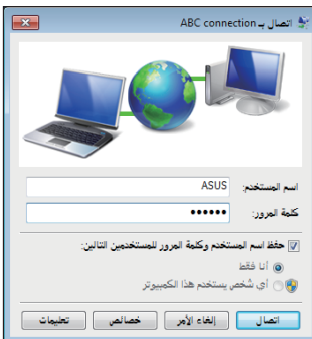 اتصال بـ ABC connection
اسم المستخدم: ASUS
كلمة المرور: ••••••
حفظ اسم المستخدم وكلمة المرور للمستخدمين التاليين:
أنا فقط
أي شخص يستخدم هذا الكمبيوتر
اتصال إلغاء الأمر خصائص تعليمات